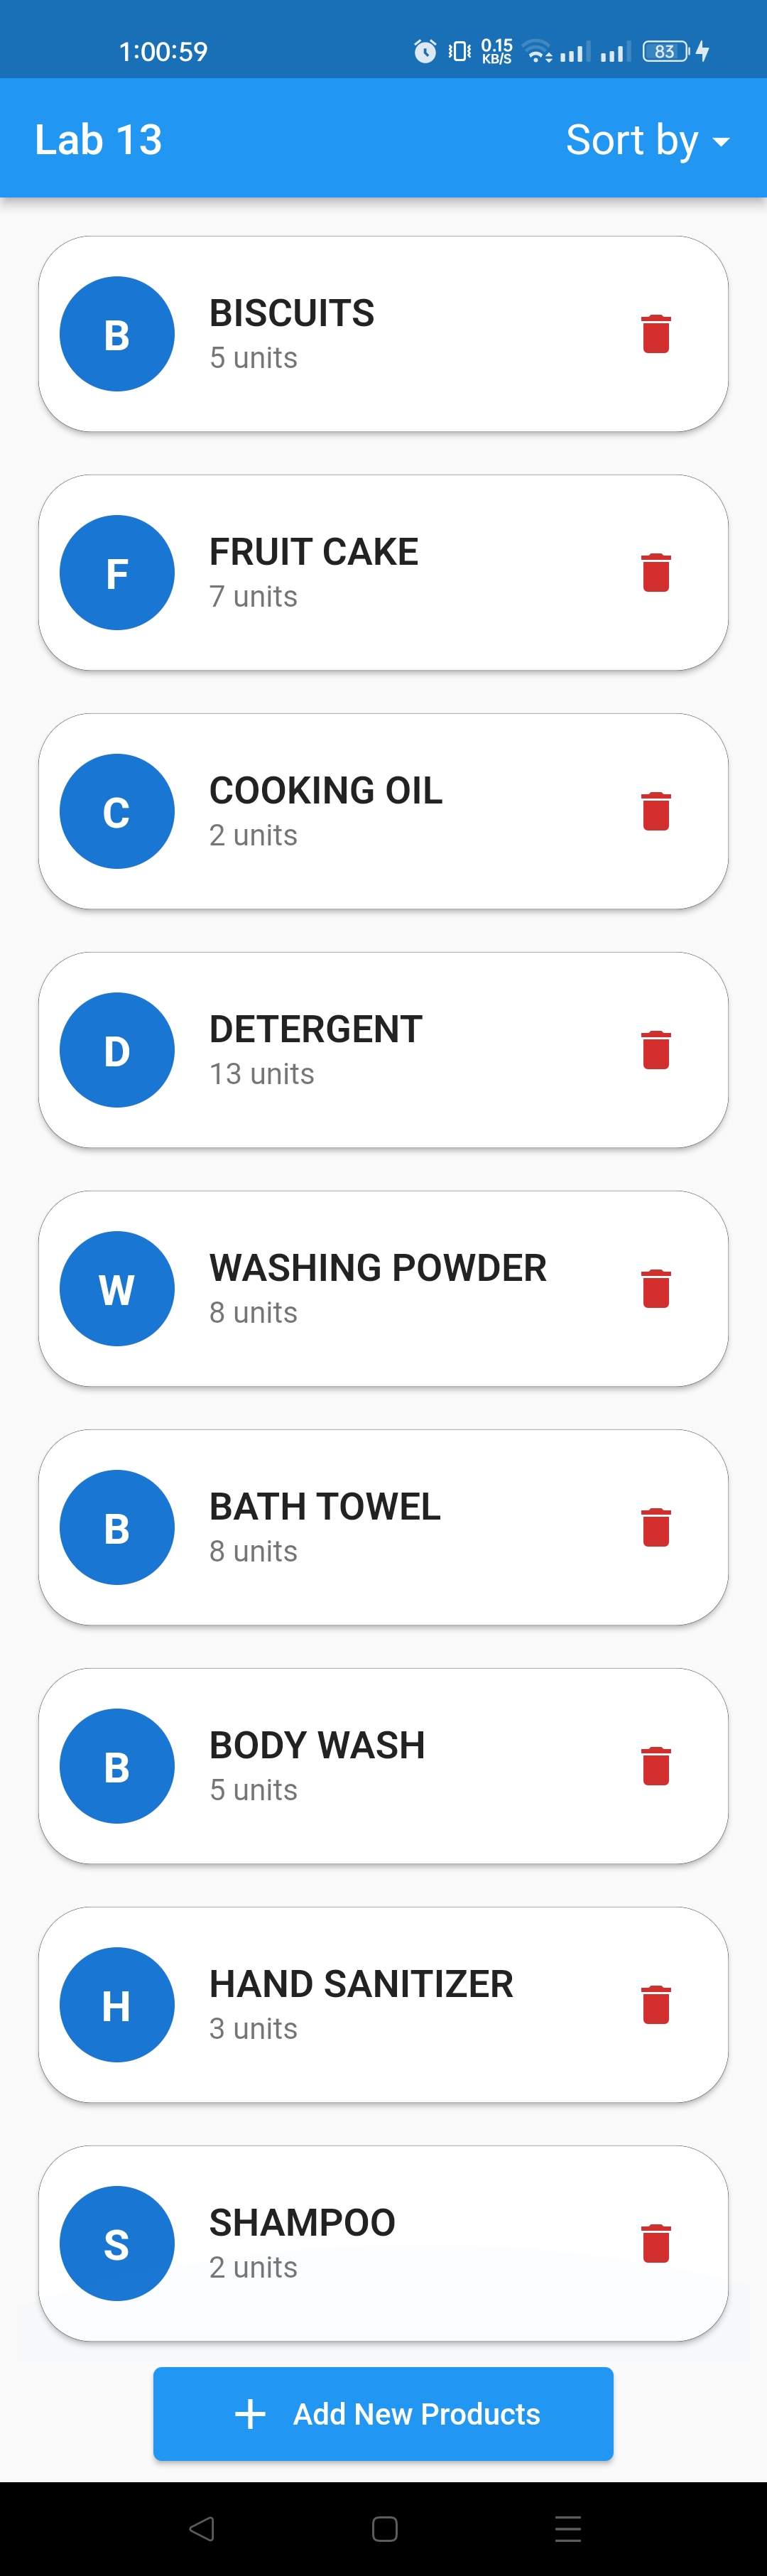 1:00:59 0.15 KB/S 83
Lab 13 Sort by
B BISCUITS
5 units
F FRUIT CAKE
7 units
C COOKING OIL
2 units
D DETERGENT
13 units
W WASHING POWDER
8 units
B BATH TOWEL
8 units
B BODY WASH
5 units
H HAND SANITIZER
3 units
S SHAMPOO
2 units
Add New Products